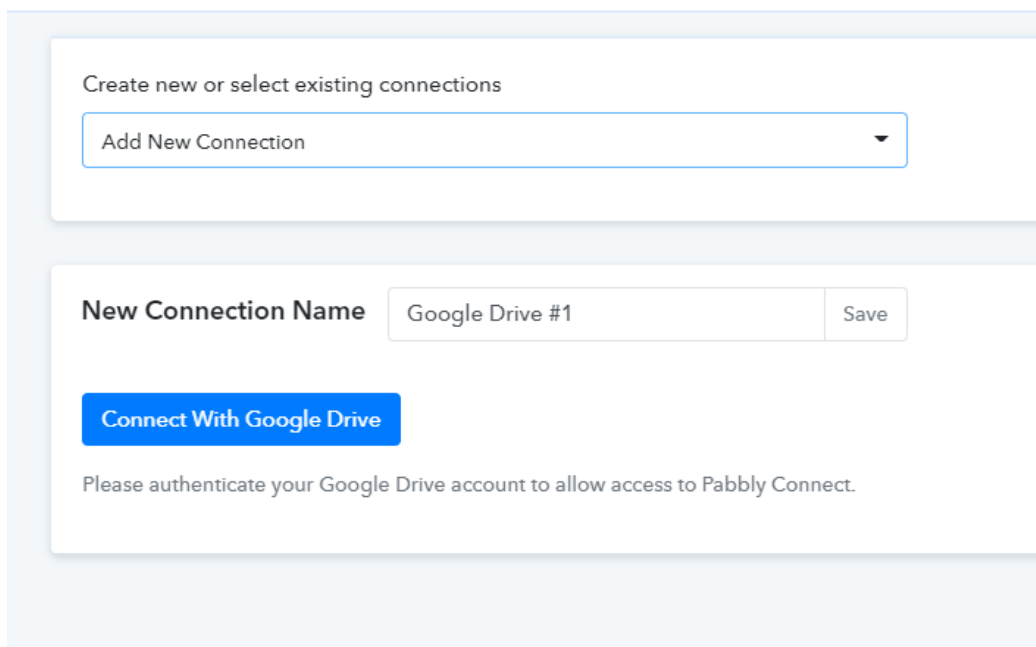 Create new or select existing connections
Add New Connection
New Connection Name
Google Drive #1
Save
Connect With Google Drive
Please authenticate your Google Drive account to allow access to Pabbly Connect.